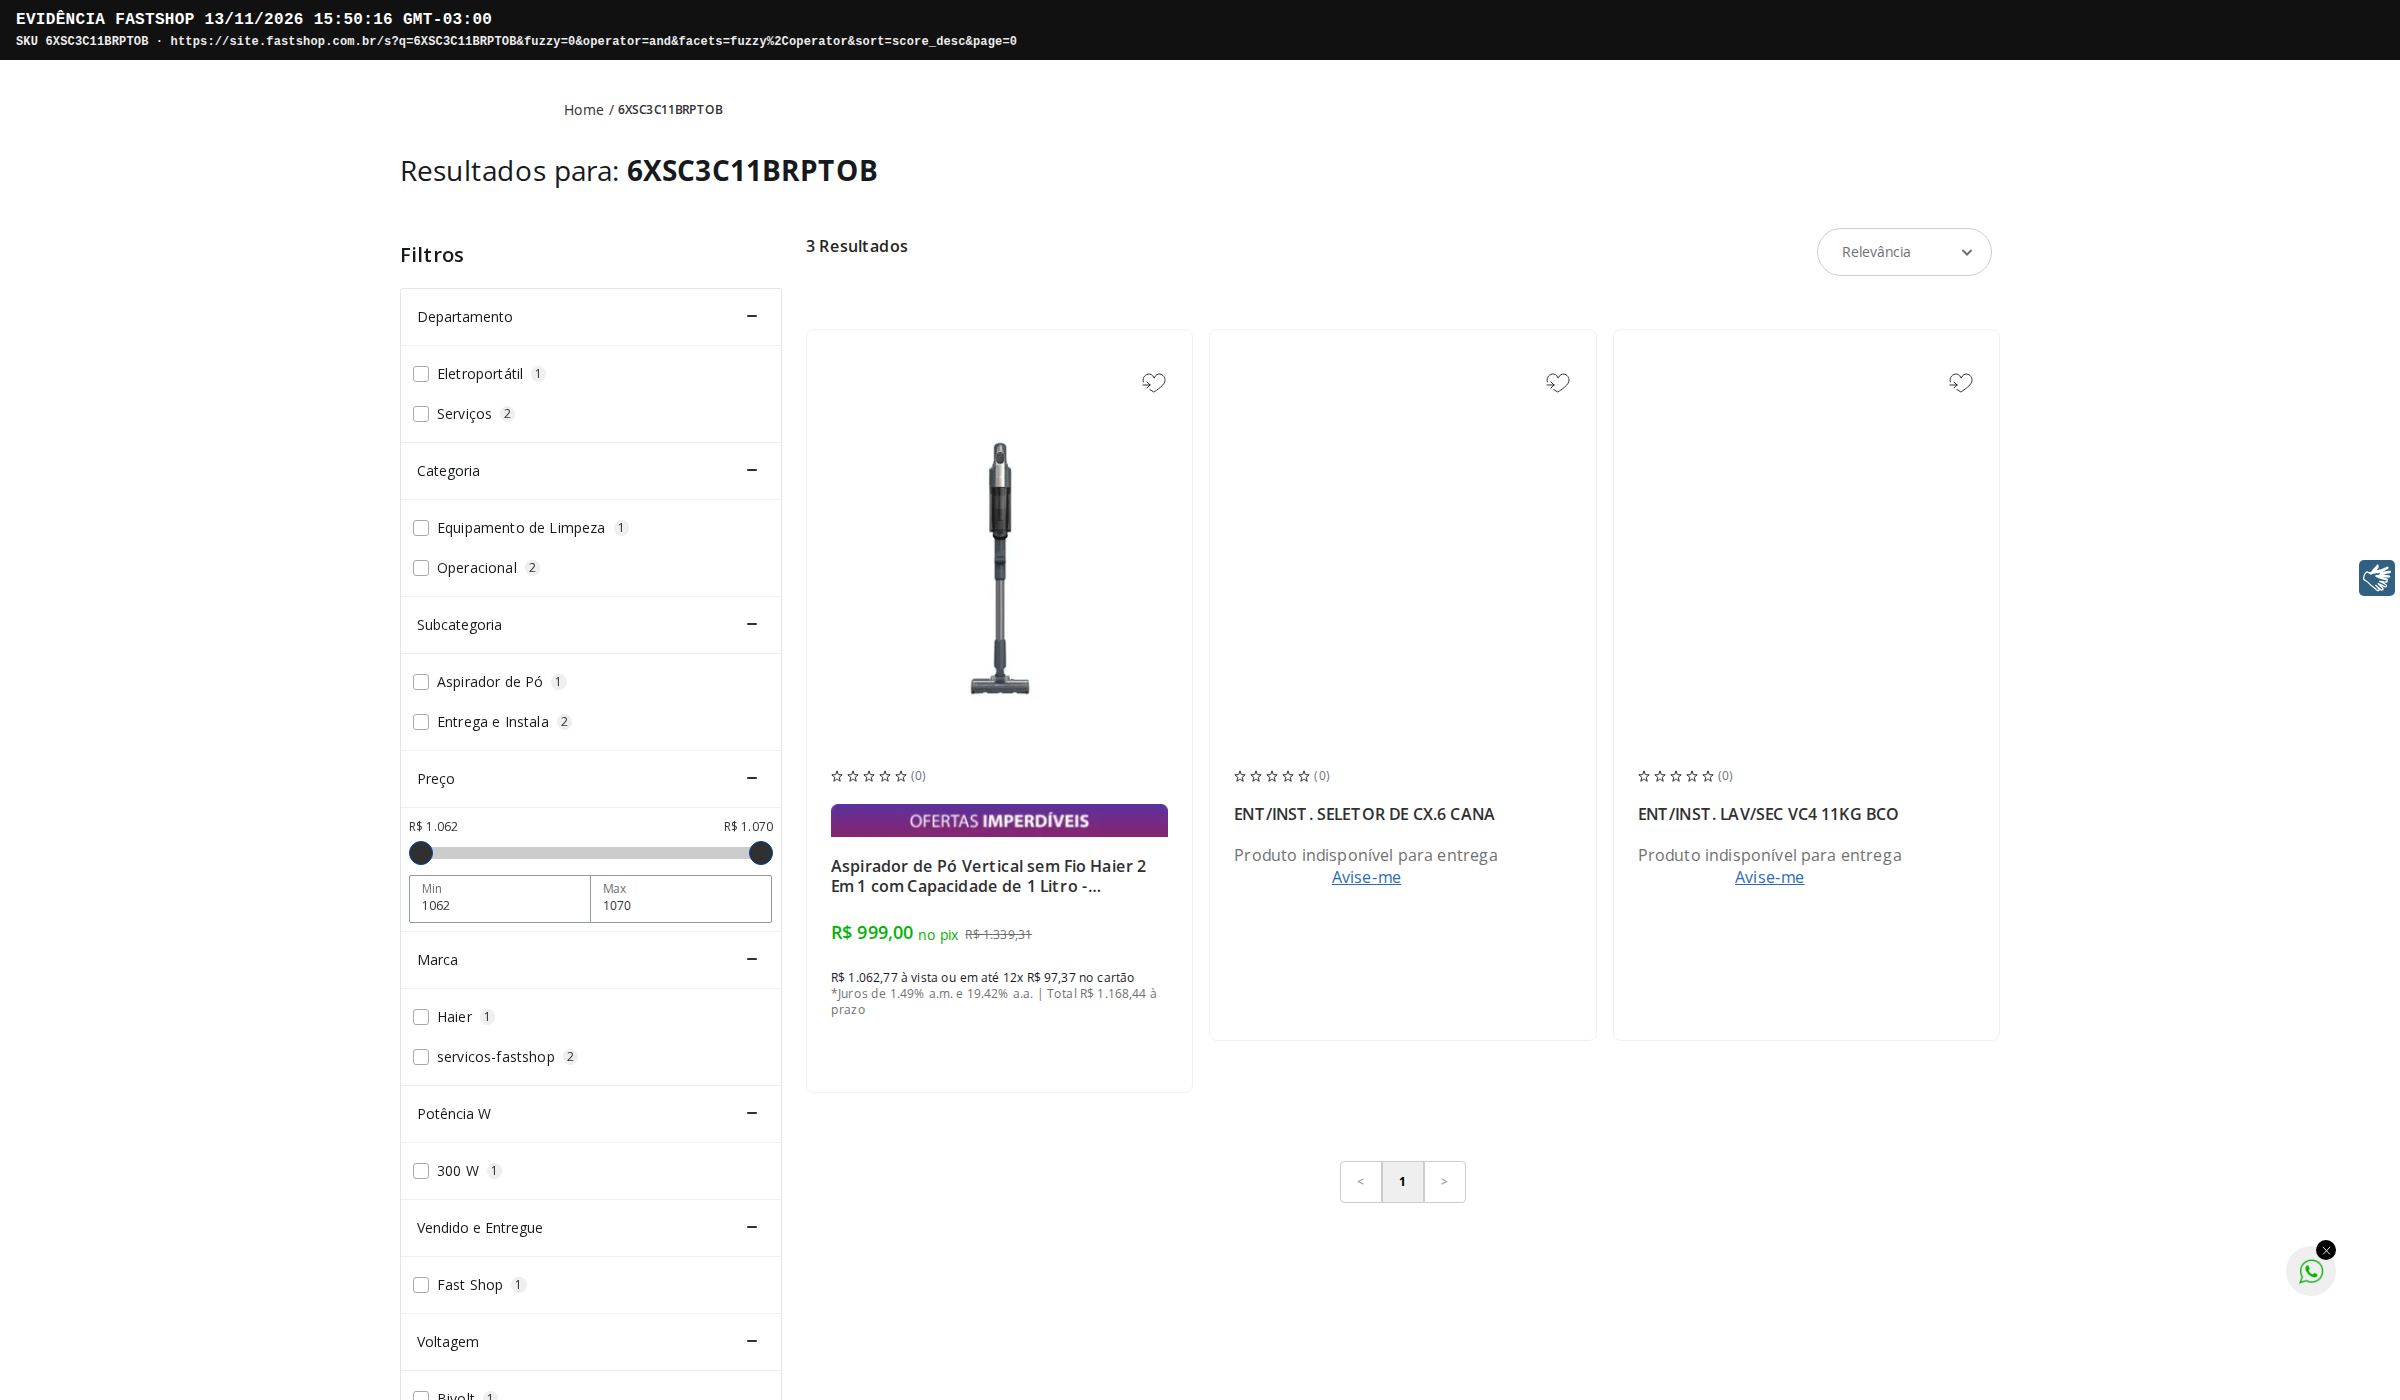 EVIDÊNCIA FASTSHOP 13/11/2026 15:50:16 GMT-03:00
SKU 6XSC3C11BRPTOB · https://site.fastshop.com.br/s?q=6XSC3C11BRPTOB&fuzzy=0&operator=and&facets=fuzzy%2Coperator&sort=score_desc&page=0
Home / 6XSC3C11BRPTOB
Resultados para: 6XSC3C11BRPTOB
Filtros
3 Resultados
Relevância
Departamento
Eletroportátil 1
Serviços 2
Categoria
Equipamento de Limpeza 1
Operacional 2
Subcategoria
Aspirador de Pó 1
Entrega e Instala 2
Preço
R$ 1.062 R$ 1.070
Min Max
1062 1070
Marca
Haier 1
servicos-fastshop 2
Potência W
300 W 1
Vendido e Entregue
Fast Shop 1
Voltagem
Bivolt 1
(0)
OFERTAS IMPERDÍVEIS
Aspirador de Pó Vertical sem Fio Haier 2
Em 1 com Capacidade de 1 Litro -...
R$ 999,00 no pix R$ 1.339,31
R$ 1.062,77 à vista ou em até 12x R$ 97,37 no cartão
*Juros de 1.49% a.m. e 19.42% a.a. | Total R$ 1.168,44 à
prazo
(0)
ENT/INST. SELETOR DE CX.6 CANA
Produto indisponível para entrega
Avise-me
(0)
ENT/INST. LAV/SEC VC4 11KG BCO
Produto indisponível para entrega
Avise-me
< 1 >